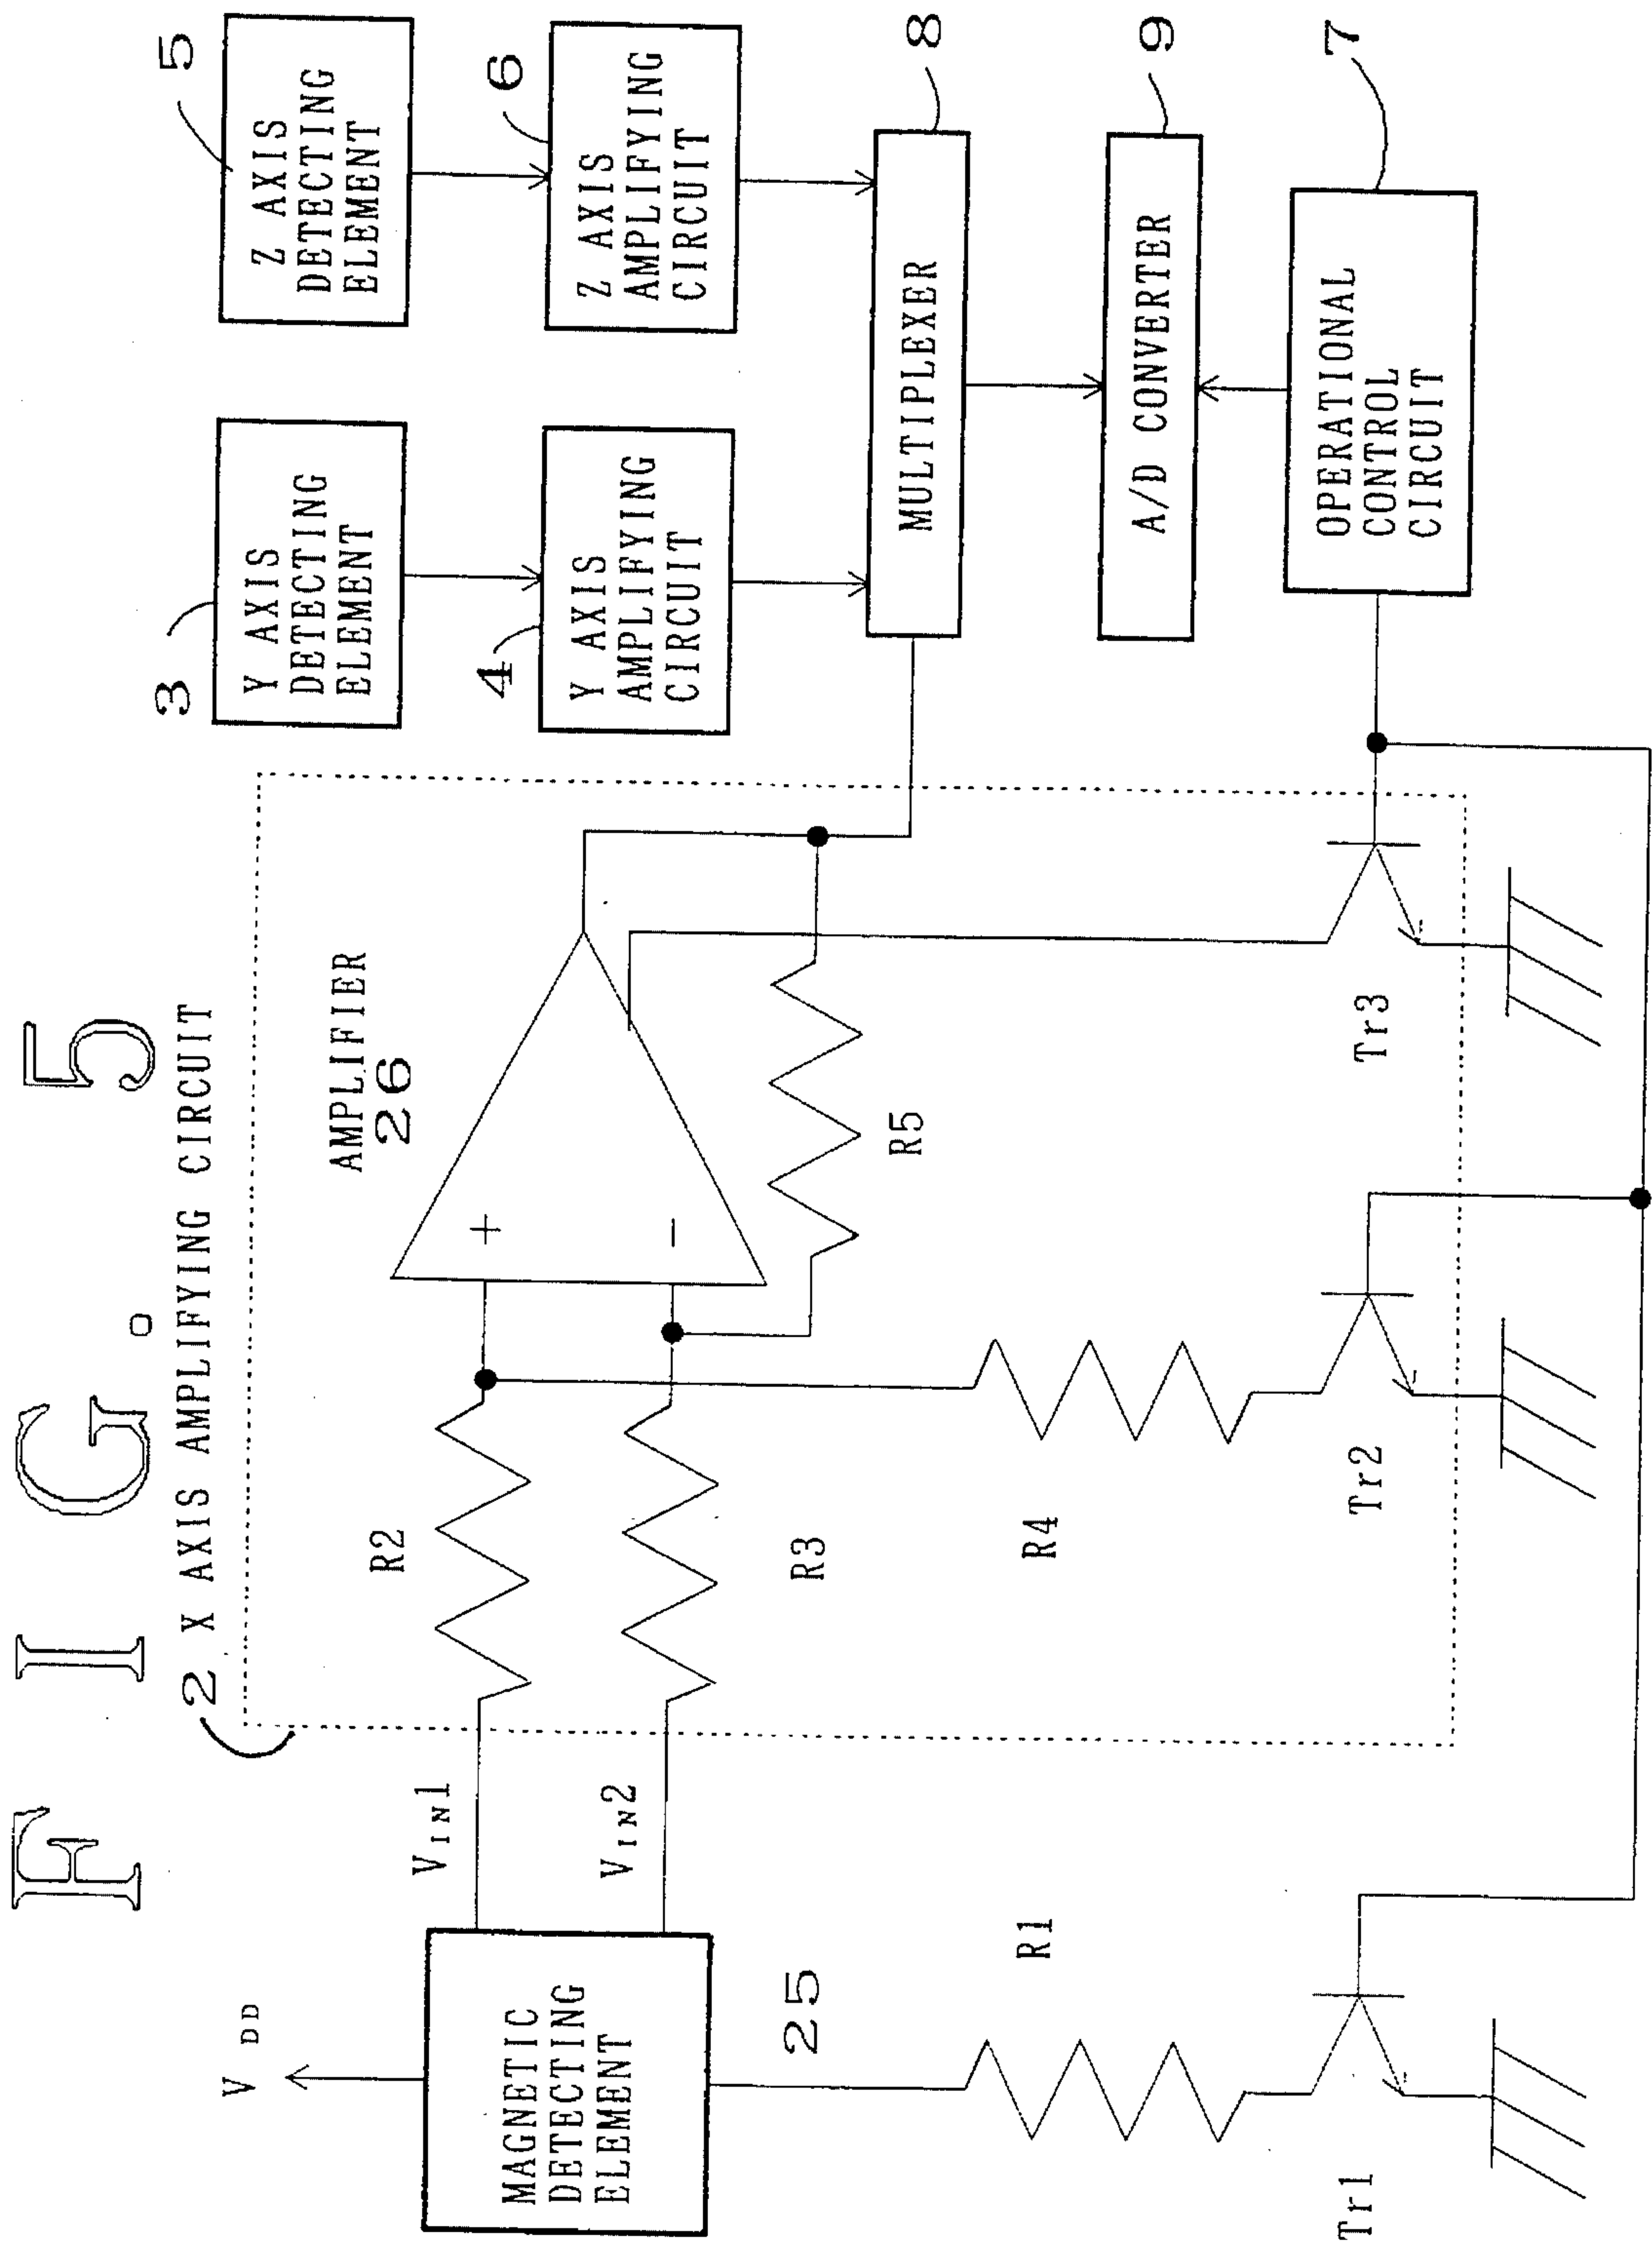 FIG. 5
2 X AXIS AMPLIFYING CIRCUIT
V DD
MAGNETIC
DETECTING
ELEMENT
25
VIN1
VIN2
R1
Tr1
R2
R3
R4
Tr2
AMPLIFIER
26
+
−
R5
Tr3
3
Y AXIS
DETECTING
ELEMENT
4
Y AXIS
AMPLIFYING
CIRCUIT
5
Z AXIS
DETECTING
ELEMENT
6
Z AXIS
AMPLIFYING
CIRCUIT
MULTIPLEXER
8
A/D CONVERTER
9
OPERATIONAL
CONTROL
CIRCUIT
7